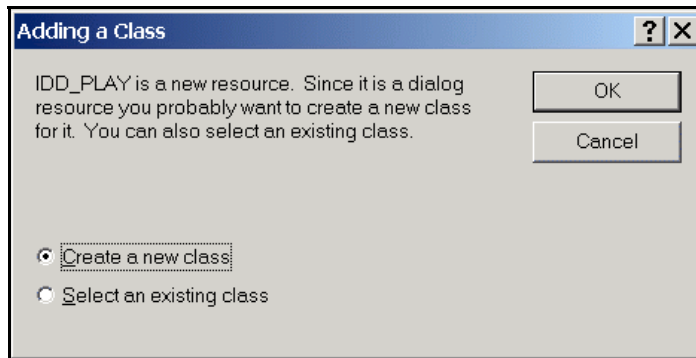 Adding a Class
IDD_PLAY is a new resource. Since it is a dialog
resource you probably want to create a new class
for it. You can also select an existing class.
OK
Cancel
Create a new class
Select an existing class